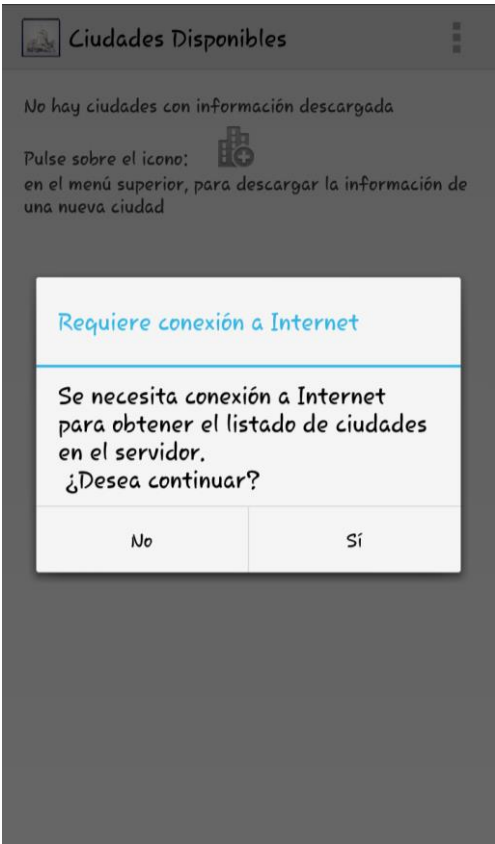 Ciudades Disponibles
No hay ciudades con información descargada
Pulse sobre el icono:
en el menú superior, para descargar la información de
una nueva ciudad
Requiere conexión a Internet
Se necesita conexión a Internet
para obtener el listado de ciudades
en el servidor.
¿Desea continuar?
No
Sí